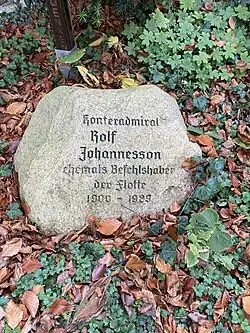 Konteradmiral
Rolf
Johannesson
ehemals Befehlshaber
der Flotte
1900 - 1989